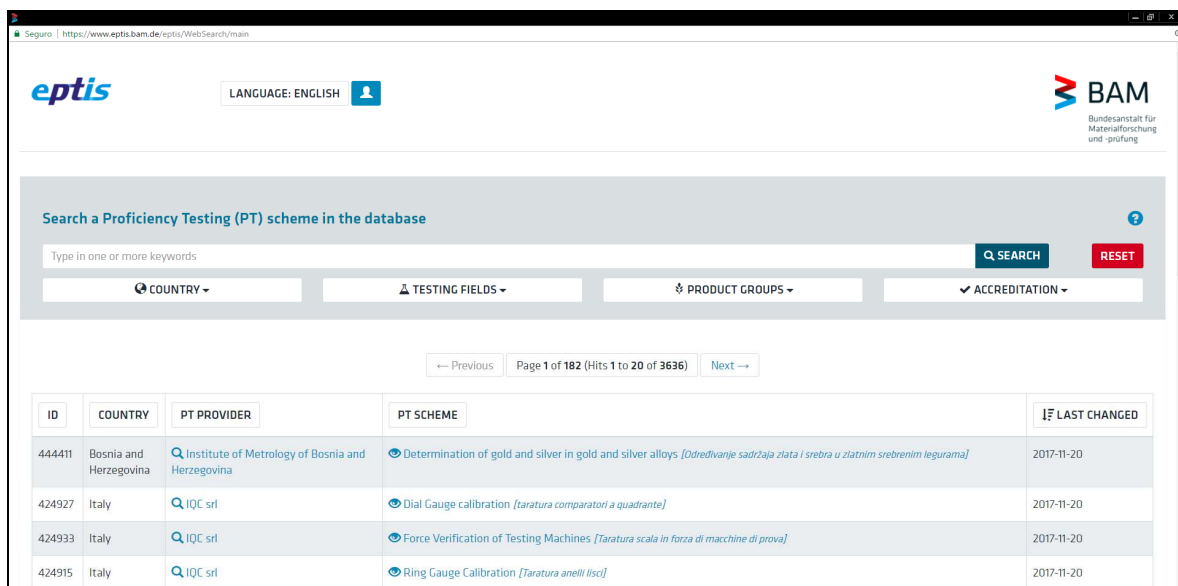 Seguro | https://www.eptis.bam.de/eptis/WebSearch/main
eptis
LANGUAGE: ENGLISH
BAM
Bundesanstalt für
Materialforschung
und -prüfung
Search a Proficiency Testing (PT) scheme in the database
Type in one or more keywords
SEARCH
RESET
COUNTRY
TESTING FIELDS
PRODUCT GROUPS
ACCREDITATION
← Previous Page 1 of 182 (Hits 1 to 20 of 3636) Next →
ID COUNTRY PT PROVIDER PT SCHEME LAST CHANGED
444411 Bosnia and Institute of Metrology of Bosnia and Determination of gold and silver in gold and silver alloys [Određivanje sadržaja zlata i srebra u zlatnim srebrenim legurama] 2017-11-20
Herzegovina Herzegovina
424927 Italy IQC srl Dial Gauge calibration [taratura comparatori a quadrante] 2017-11-20
424933 Italy IQC srl Force Verification of Testing Machines [Taratura scala in forza di macchine di prova] 2017-11-20
424915 Italy IQC srl Ring Gauge Calibration [Taratura anelli lisci] 2017-11-20